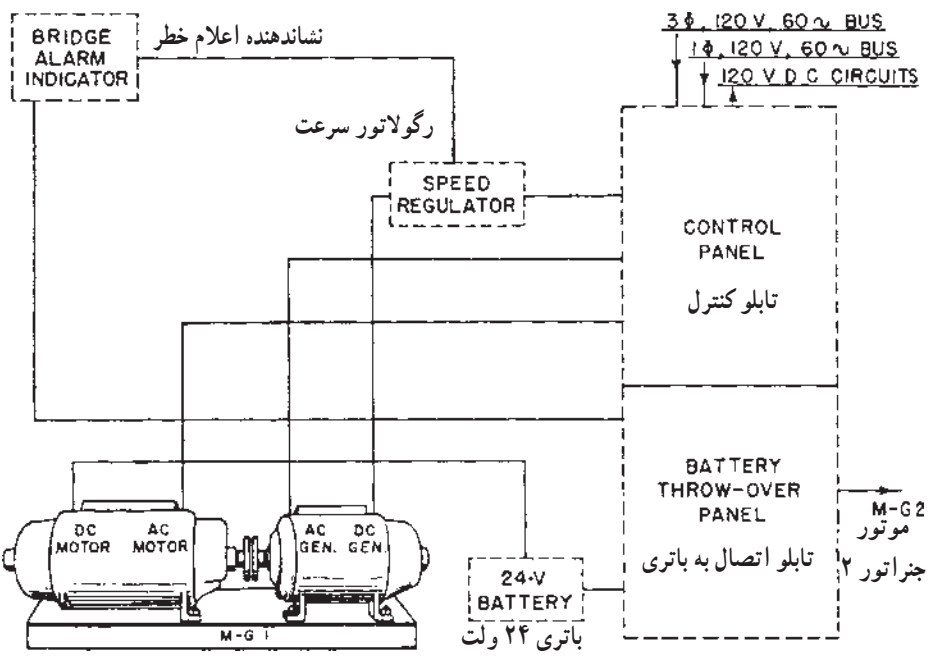 BRIDGE
ALARM
INDICATOR
نشاندهنده اعلام خطر
3Φ, 120 V, 60 ~ BUS
1Φ, 120 V, 60 ~ BUS
120 V D C CIRCUITS
رگولاتور سرعت
SPEED
REGULATOR
CONTROL
PANEL
تابلو کنترل
BATTERY
THROW-OVER
PANEL
تابلو اتصال به باتری
M-G2
موتور
جنراتور ۲
DC
MOTOR
AC
MOTOR
AC
GEN.
DC
GEN.
M-G 1
24-V
BATTERY
باتری ۲۴ ولت